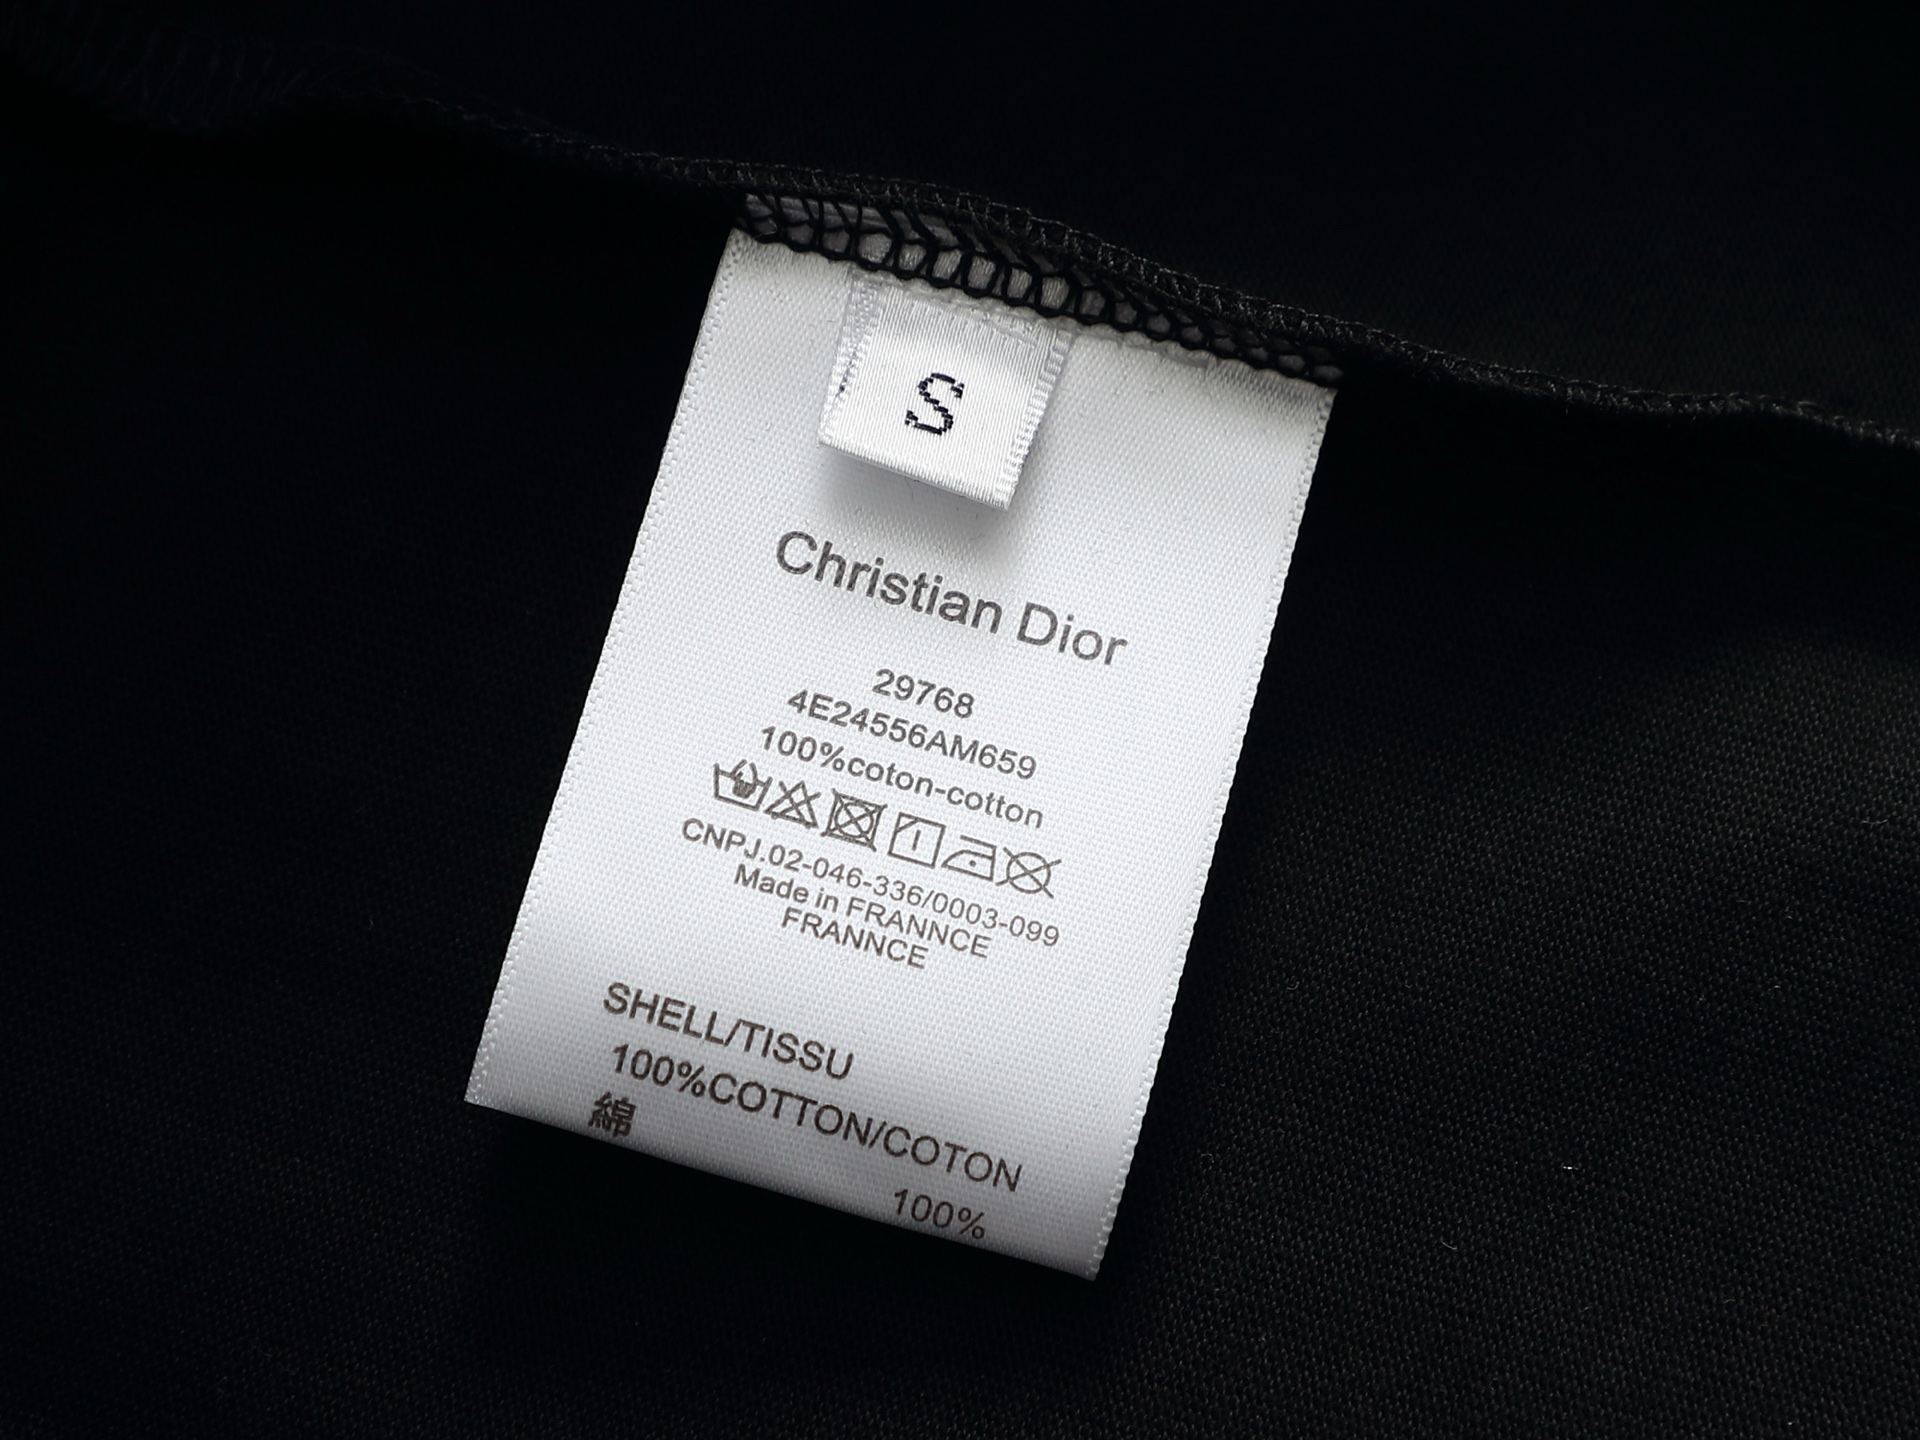 S
Christian Dior
29768
4E24556AM659
100%coton-cotton
CNPJ.02-046-336/0003-099
Made in FRANNCE
FRANNCE
SHELL/TISSU
100%COTTON/COTON
綿
100%